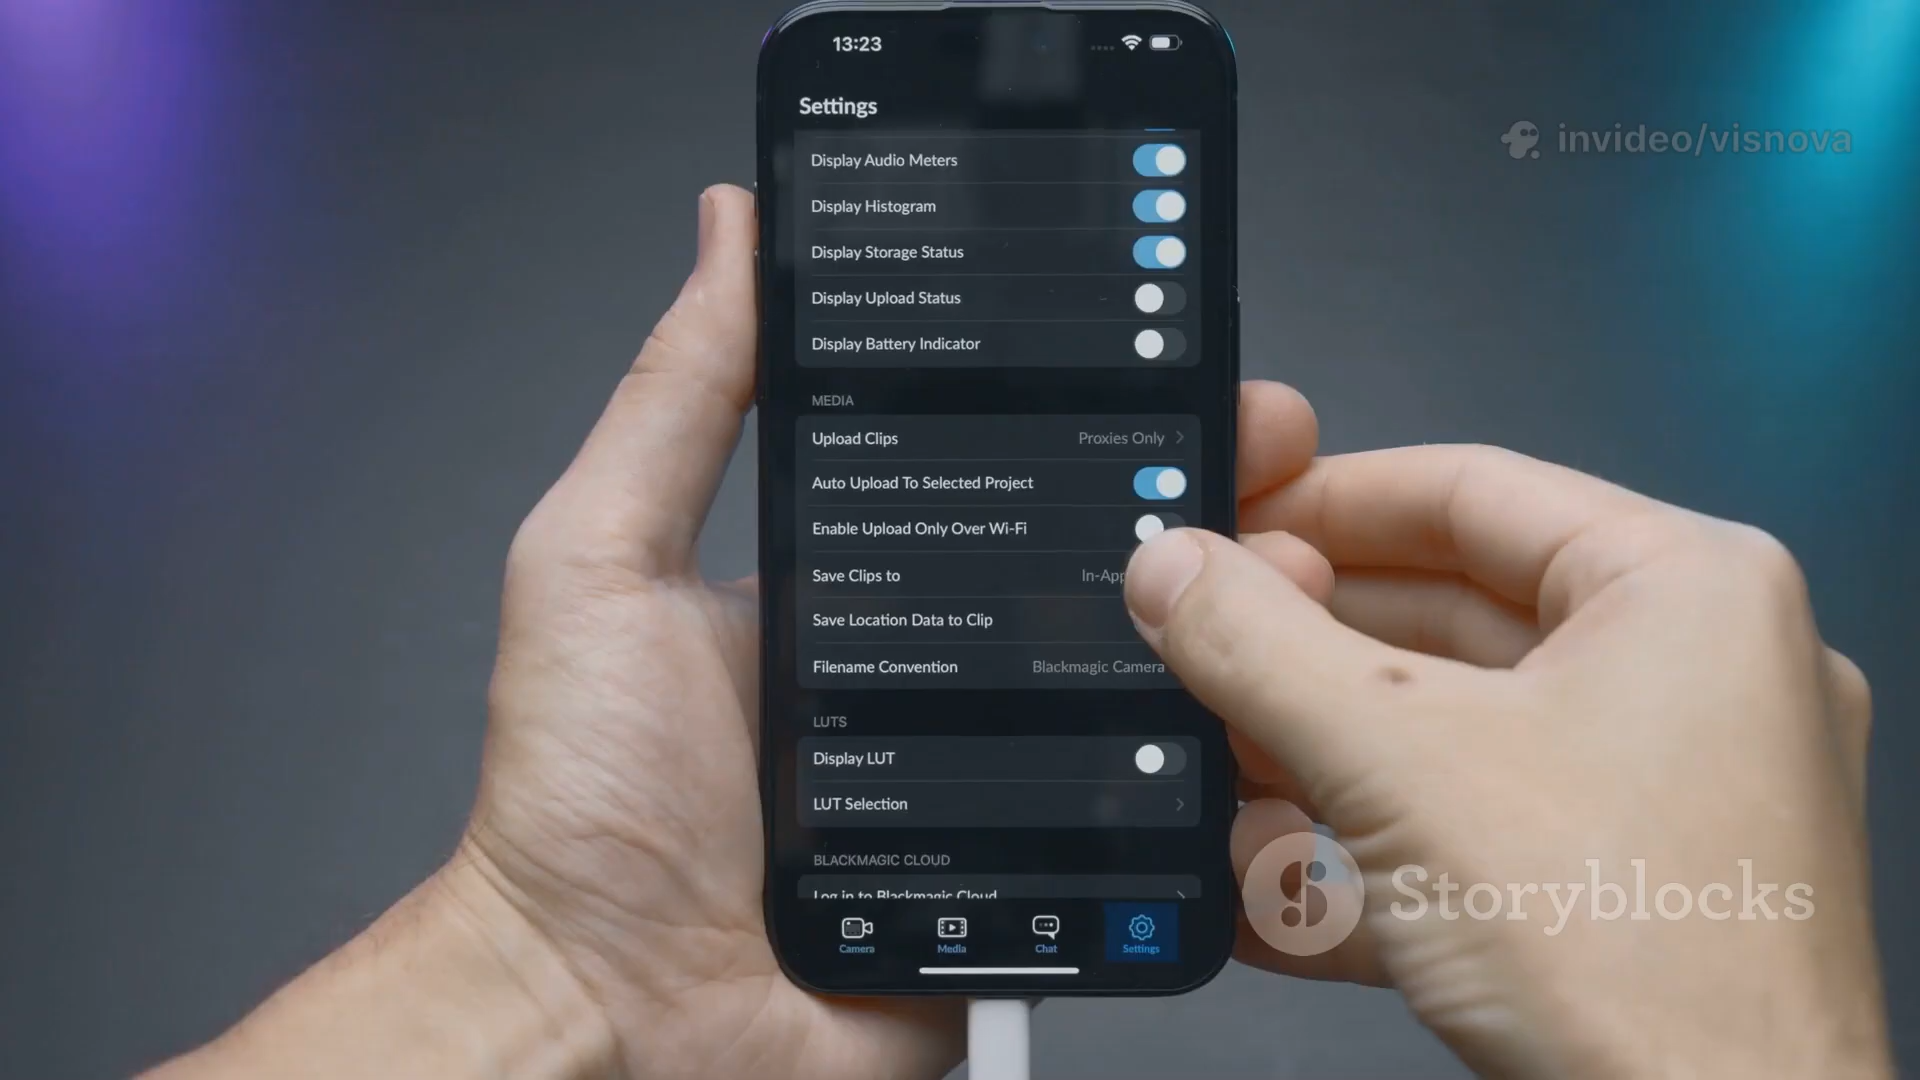 13:23
Settings
invideo/visnova
Display Audio Meters
Display Histogram
Display Storage Status
Display Upload Status
Display Battery Indicator
MEDIA
Upload Clips Proxies Only
Auto Upload To Selected Project
Enable Upload Only Over Wi-Fi
Save Clips to In-App
Save Location Data to Clip
Filename Convention Blackmagic Camera
LUTS
Display LUT
LUT Selection
BLACKMAGIC CLOUD
Log in to Blackmagic Cloud
Storyblocks
Camera Media Chat Settings